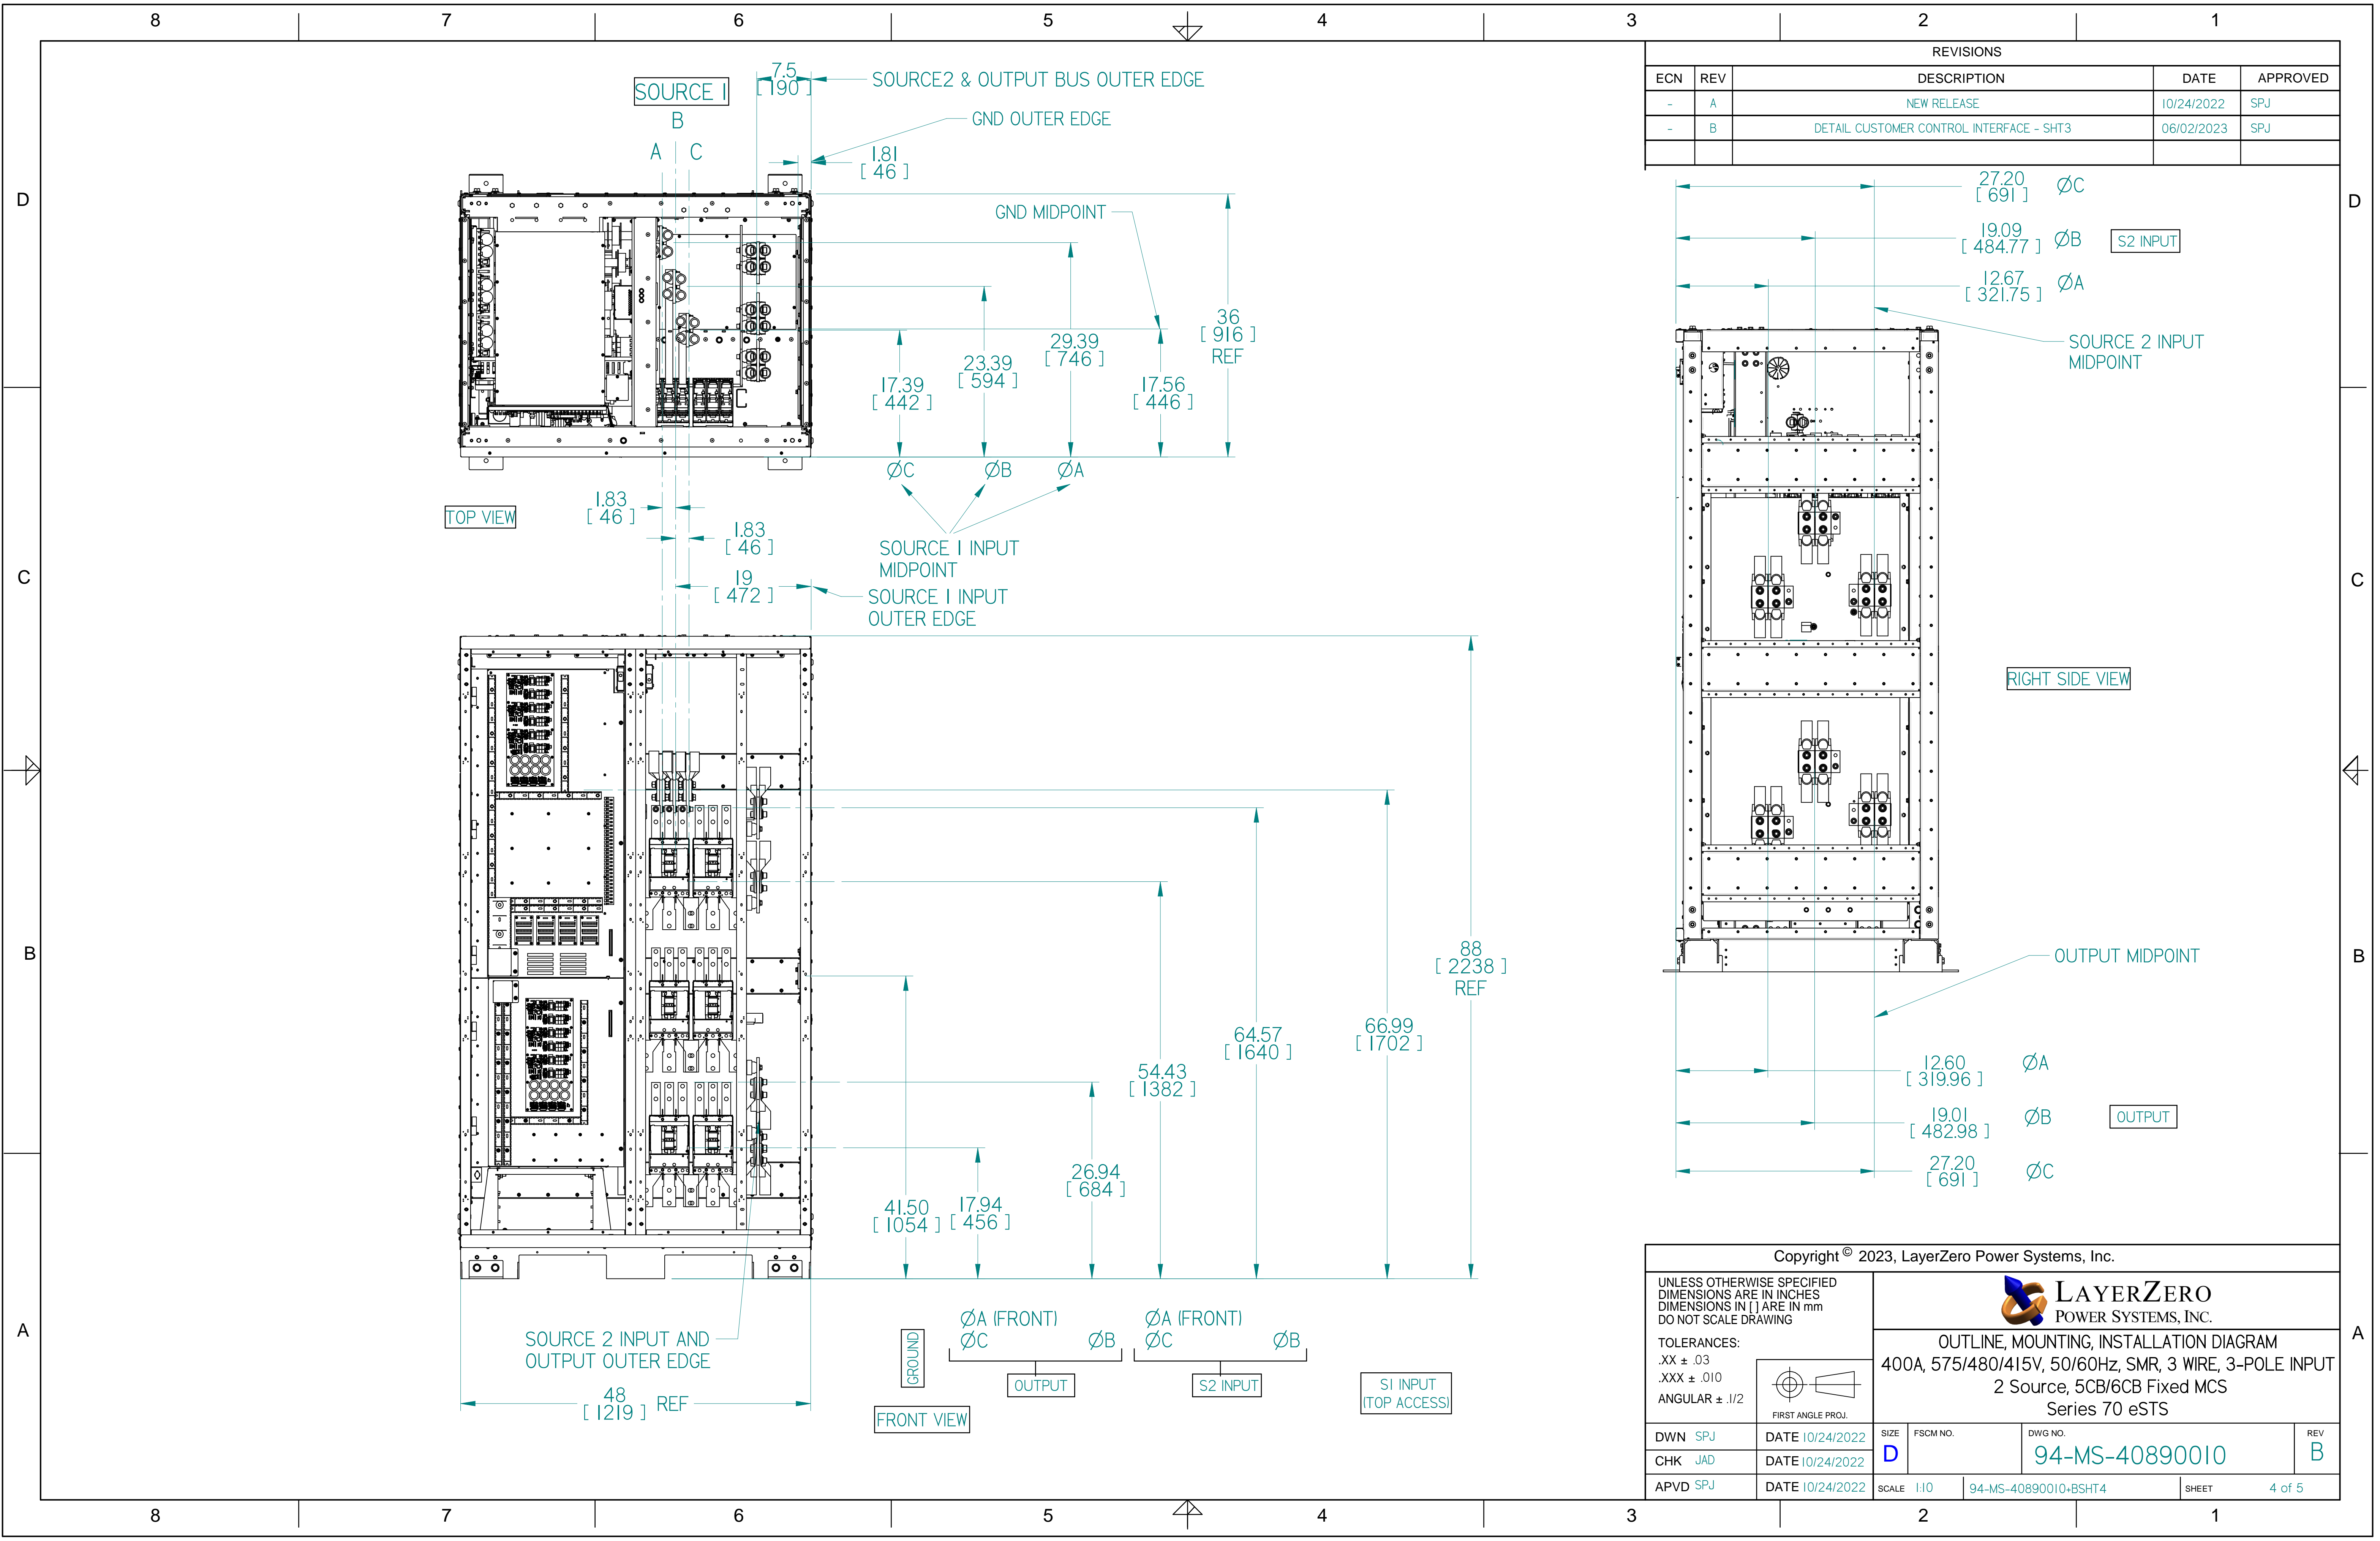 8 7 6 5 4 3 2 1
REVISIONS
ECN REV DESCRIPTION DATE APPROVED
- A NEW RELEASE 10/24/2022 SPJ
- B DETAIL CUSTOMER CONTROL INTERFACE - SHT3 06/02/2023 SPJ
D
D
C
C
B
B
A
A
SOURCE 1
B
A C
7.5
[ 190 ]
SOURCE2 & OUTPUT BUS OUTER EDGE
GND OUTER EDGE
1.81
[ 46 ]
GND MIDPOINT
36
[ 916 ]
REF
29.39
[ 746 ]
23.39
[ 594 ]
17.39
[ 442 ]
17.56
[ 446 ]
ØC ØB ØA
TOP VIEW
1.83
[ 46 ]
1.83
[ 46 ]
SOURCE 1 INPUT
MIDPOINT
19
[ 472 ]
SOURCE 1 INPUT
OUTER EDGE
88
[ 2238 ]
REF
66.99
[ 1702 ]
64.57
[ 1640 ]
54.43
[ 1382 ]
26.94
[ 684 ]
17.94
[ 456 ]
41.50
[ 1054 ]
SOURCE 2 INPUT AND
OUTPUT OUTER EDGE
48
[ 1219 ]
REF
GROUND
FRONT VIEW
ØA (FRONT)
ØC ØB
OUTPUT
ØA (FRONT)
ØC ØB
S2 INPUT
S1 INPUT
(TOP ACCESS)
27.20
[ 691 ]
ØC
19.09
[ 484.77 ]
ØB
S2 INPUT
12.67
[ 321.75 ]
ØA
SOURCE 2 INPUT
MIDPOINT
RIGHT SIDE VIEW
OUTPUT MIDPOINT
12.60
[ 319.96 ]
ØA
19.01
[ 482.98 ]
ØB
OUTPUT
27.20
[ 691 ]
ØC
Copyright © 2023, LayerZero Power Systems, Inc.
UNLESS OTHERWISE SPECIFIED
DIMENSIONS ARE IN INCHES
DIMENSIONS IN [ ] ARE IN mm
DO NOT SCALE DRAWING
TOLERANCES:
.XX ± .03
.XXX ± .010
ANGULAR ± .1/2
FIRST ANGLE PROJ.
LAYERZERO
POWER SYSTEMS, INC.
OUTLINE, MOUNTING, INSTALLATION DIAGRAM
400A, 575/480/415V, 50/60Hz, SMR, 3 WIRE, 3-POLE INPUT
2 Source, 5CB/6CB Fixed MCS
Series 70 eSTS
DWN SPJ DATE 10/24/2022
CHK JAD DATE 10/24/2022
APVD SPJ DATE 10/24/2022
SIZE
D
FSCM NO.
DWG NO.
94-MS-40890010
REV
B
SCALE 1:10
94-MS-40890010+BSHT4
SHEET 4 of 5
8 7 6 5 4 3 2 1